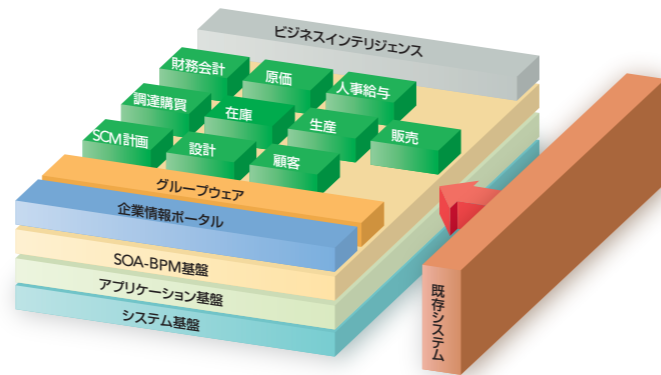 ビジネスインテリジェンス
財務会計
原価
人事給与
調達購買
在庫
生産
販売
SCM計画
設計
顧客
グループウェア
企業情報ポータル
SOA-BPM基盤
アプリケーション基盤
システム基盤
既存システム